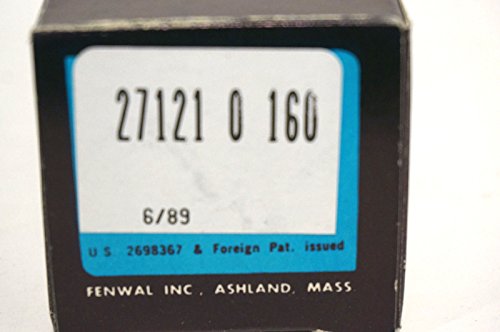 27121 0 160
6/89
U.S. 2698367 & Foreign Pat. issued
FENWAL INC., ASHLAND, MASS